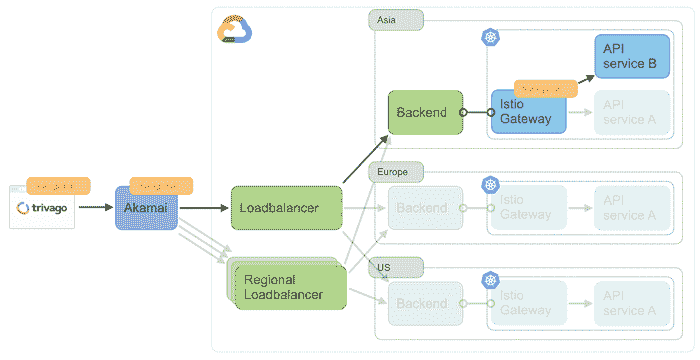 Asia
API
service B
Backend
Istio
Gateway
API
service A
Europe
trivago
Akamai
Loadbalancer
Backend
Istio
Gateway
API
service A
Regional
Loadbalancer
US
Backend
Istio
Gateway
API
service A